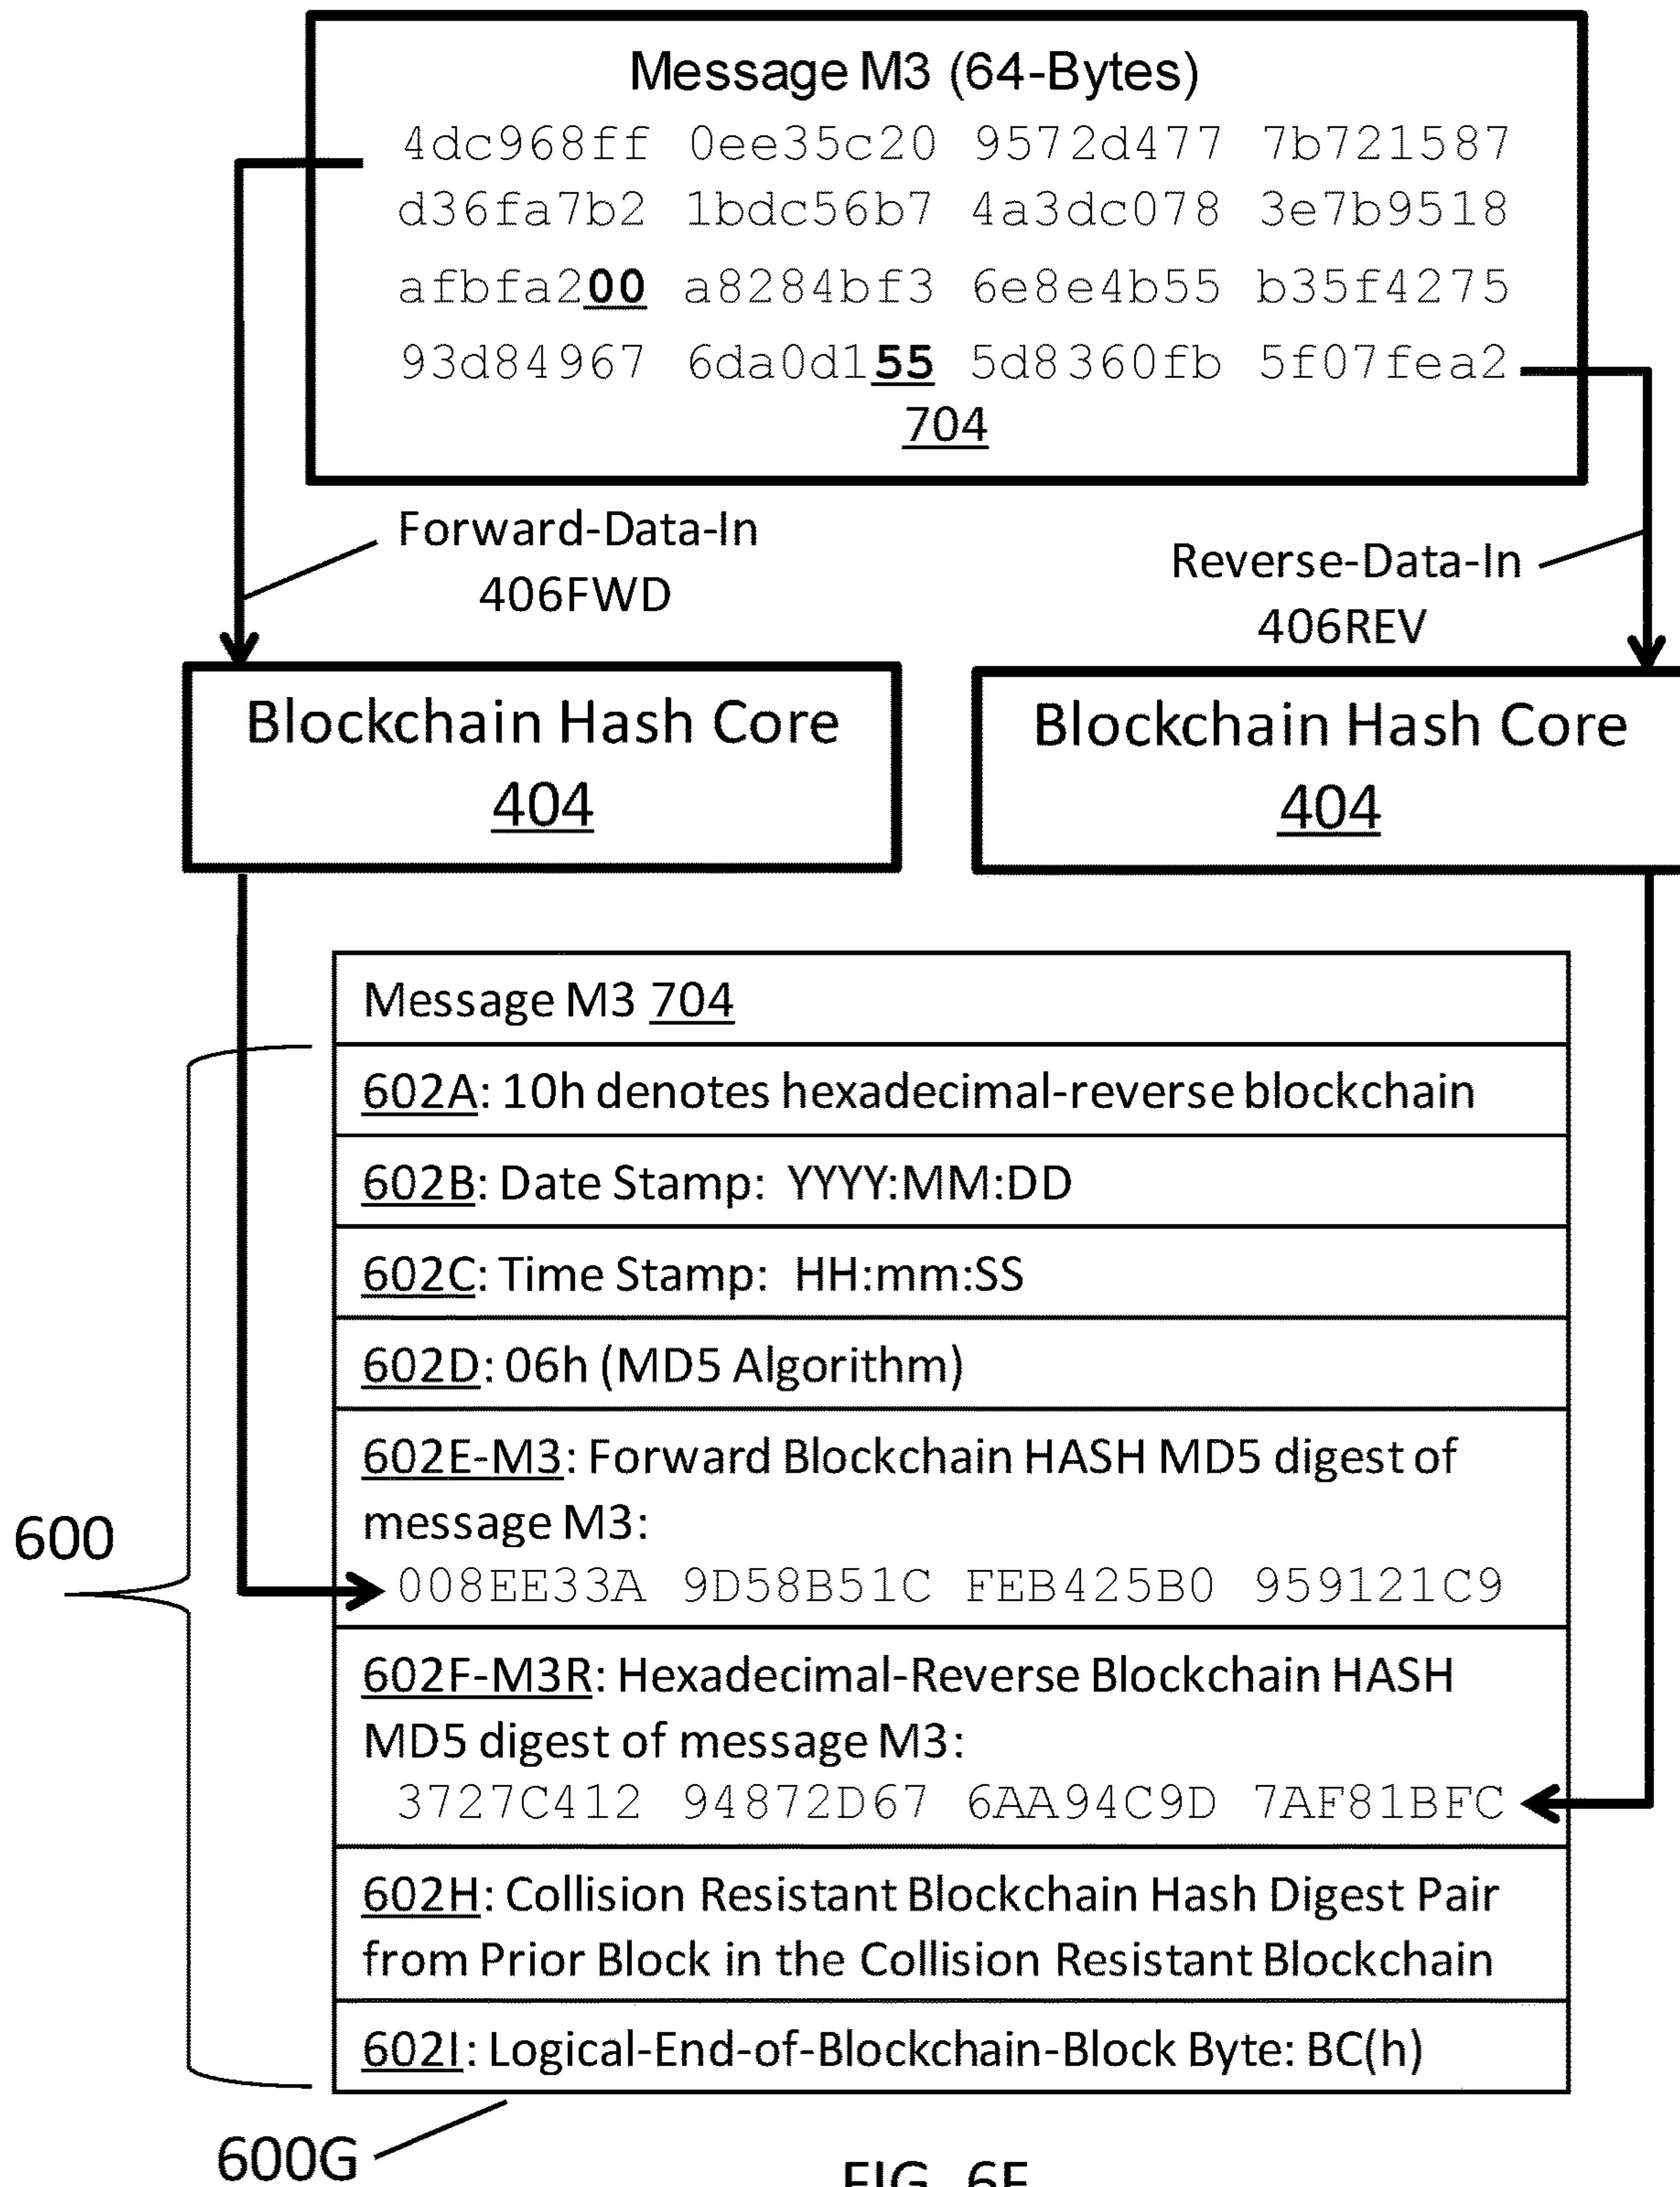 Message M3 (64-Bytes)
4dc968ff 0ee35c20 9572d477 7b721587
d36fa7b2 1bdc56b7 4a3dc078 3e7b9518
afbfa200 a8284bf3 6e8e4b55 b35f4275
93d84967 6da0d155 5d8360fb 5f07fea2
704
Forward-Data-In
406FWD
Reverse-Data-In
406REV
Blockchain Hash Core
404
Blockchain Hash Core
404
Message M3 704
602A: 10h denotes hexadecimal-reverse blockchain
602B: Date Stamp: YYYY:MM:DD
602C: Time Stamp: HH:mm:SS
602D: 06h (MD5 Algorithm)
602E-M3: Forward Blockchain HASH MD5 digest of
message M3:
008EE33A 9D58B51C FEB425B0 959121C9
602F-M3R: Hexadecimal-Reverse Blockchain HASH
MD5 digest of message M3:
3727C412 94872D67 6AA94C9D 7AF81BFC
602H: Collision Resistant Blockchain Hash Digest Pair
from Prior Block in the Collision Resistant Blockchain
602I: Logical-End-of-Blockchain-Block Byte: BC(h)
600
600G
FIG.